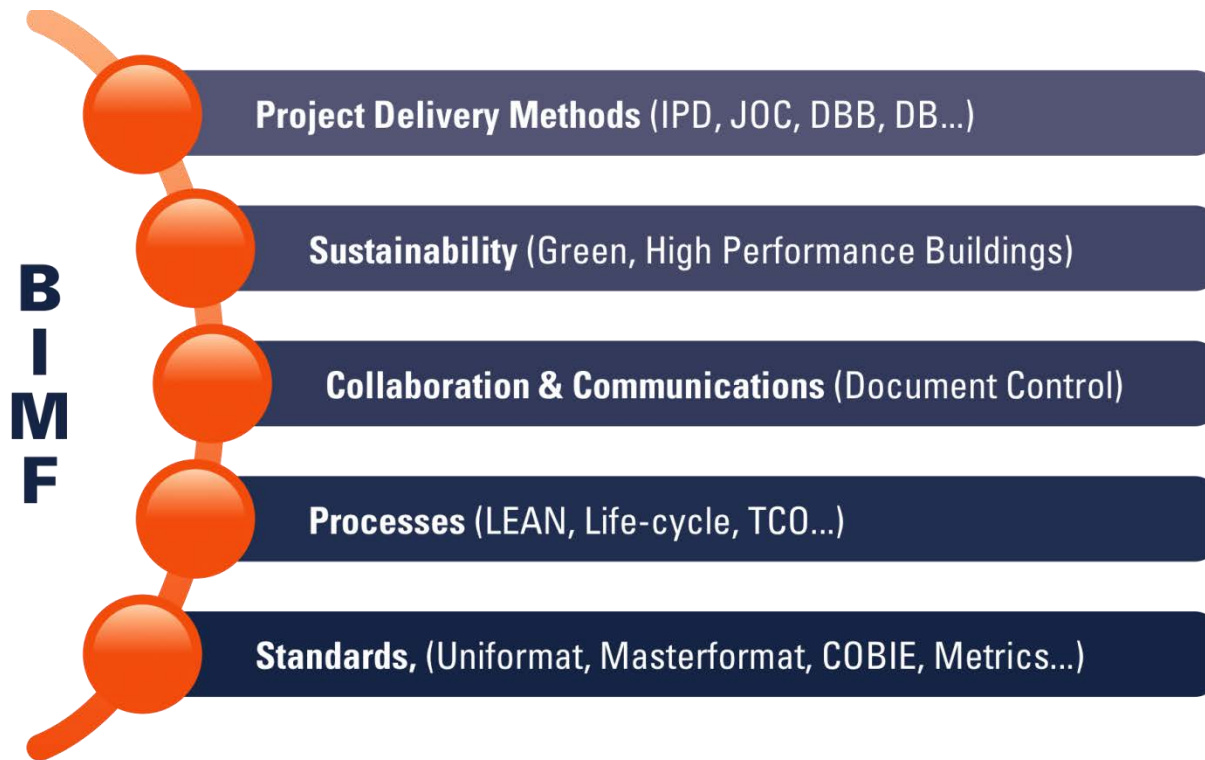 BIMF
Project Delivery Methods (IPD, JOC, DBB, DB...)
Sustainability (Green, High Performance Buildings)
Collaboration & Communications (Document Control)
Processes (LEAN, Life-cycle, TCO...)
Standards, (Uniformat, Masterformat, COBIE, Metrics...)